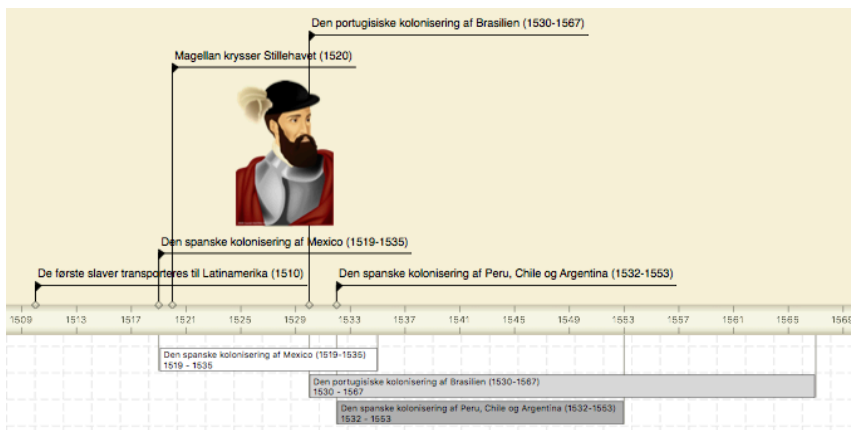 Den portugisiske kolonisering af Brasilien (1530-1567)
Magellan krysser Stillehavet (1520)
Den spanske kolonisering af Mexico (1519-1535)
De første slaver transporteres til Latinamerika (1510)
Den spanske kolonisering af Peru, Chile og Argentina (1532-1553)
1509 1513 1517 1521 1525 1529 1533 1537 1541 1545 1549 1553 1557 1561 1565 1569
Den spanske kolonisering af Mexico (1519-1535)
1519 - 1535
Den portugisiske kolonisering af Brasilien (1530-1567)
1530 - 1567
Den spanske kolonisering af Peru, Chile og Argentina (1532-1553)
1532 - 1553